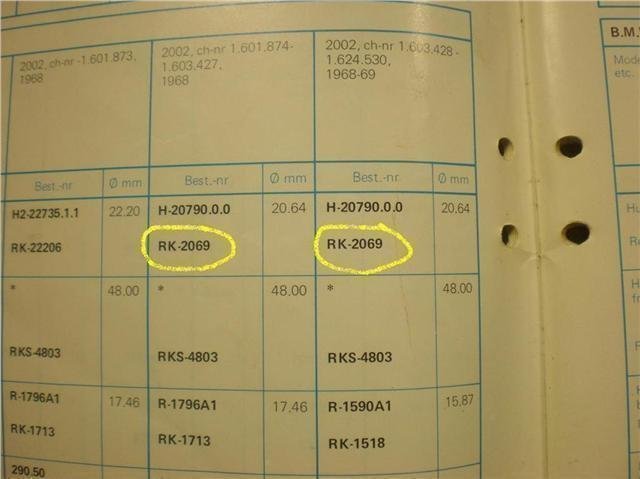 2002, ch-nr -1.601.873,
1968
2002, ch-nr 1.601.874-
1.603.427,
1968
2002, ch-nr 1.603.428 -
1.624.530,
1968-69
B.M.
Best.-nr Ø mm Best.-nr Ø mm Best.-nr Ø mm
H2-22735.1.1 22.20 H-20790.0.0 20.64 H-20790.0.0 20.64
RK-22206 RK-2069 RK-2069
* 48.00 * 48.00 * 48.00
RKS-4803 RKS-4803 RKS-4803
R-1796A1 17.46 R-1796A1 17.46 R-1590A1 15.87
RK-1713 RK-1713 RK-1518
290.50
etc.